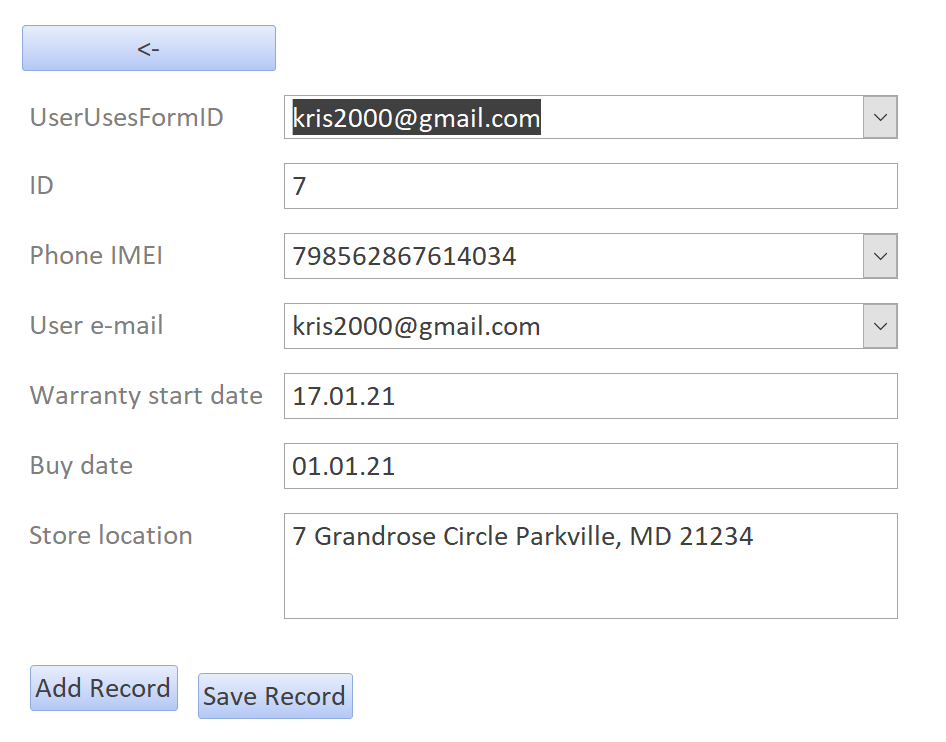 <-
UserUsesFormID kris2000@gmail.com
ID 7
Phone IMEI 798562867614034
User e-mail kris2000@gmail.com
Warranty start date 17.01.21
Buy date 01.01.21
Store location 7 Grandrose Circle Parkville, MD 21234
Add Record Save Record